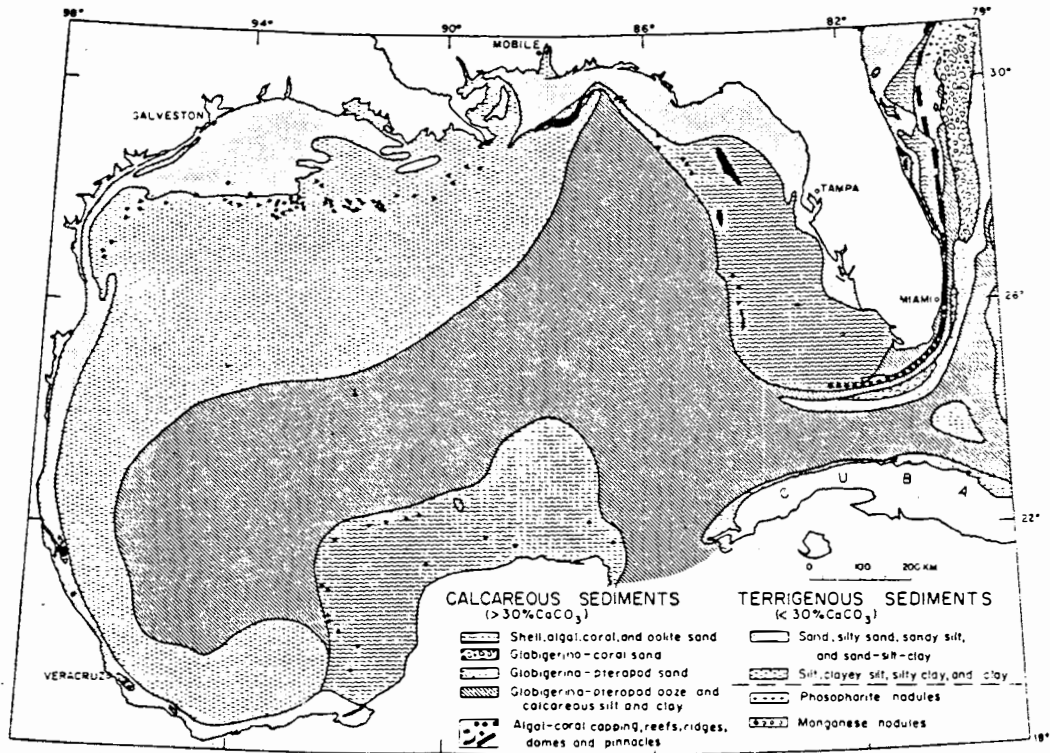 98° 94° 90° 86° 82° 79°
MOBILE
30°
GALVESTON
TAMPA
MIAMI
26°
C U B A
22°
0 100 200 KM
CALCAREOUS SEDIMENTS
(>30%CaCO3)
Shell, algal, coral, and oolite sand
Globigerina-coral sand
Globigerina-pteropod sand
Globigerina-pteropod ooze and
calcareous silt and clay
Algal-coral capping, reefs, ridges,
domes and pinnacles
TERRIGENOUS SEDIMENTS
(<30%CaCO3)
Sand, silty sand, sandy silt,
and sand-silt-clay
Silt, clayey silt, silty clay, and clay
Phosphorite nodules
Manganese nodules
VERACRUZ
18°